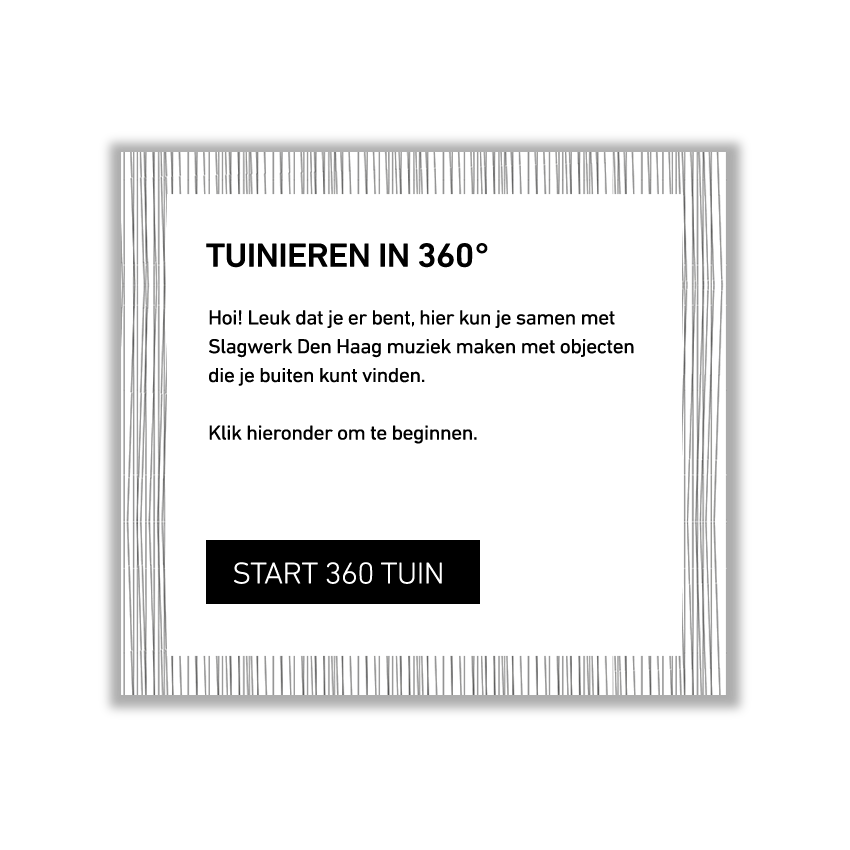 TUINIEREN IN 360°
Hoi! Leuk dat je er bent, hier kun je samen met
Slagwerk Den Haag muziek maken met objecten
die je buiten kunt vinden.
Klik hieronder om te beginnen.
START 360 TUIN